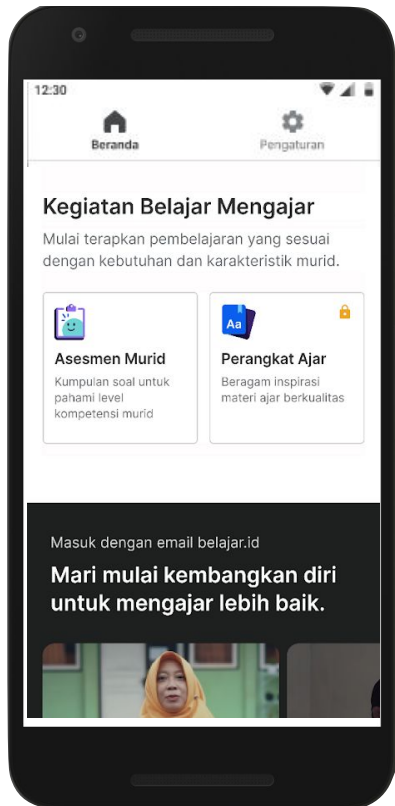 12:30
Beranda
Pengaturan
Kegiatan Belajar Mengajar
Mulai terapkan pembelajaran yang sesuai
dengan kebutuhan dan karakteristik murid.
Asesmen Murid
Kumpulan soal untuk
pahami level
kompetensi murid
Aa
Perangkat Ajar
Beragam inspirasi
materi ajar berkualitas
Masuk dengan email belajar.id
Mari mulai kembangkan diri
untuk mengajar lebih baik.